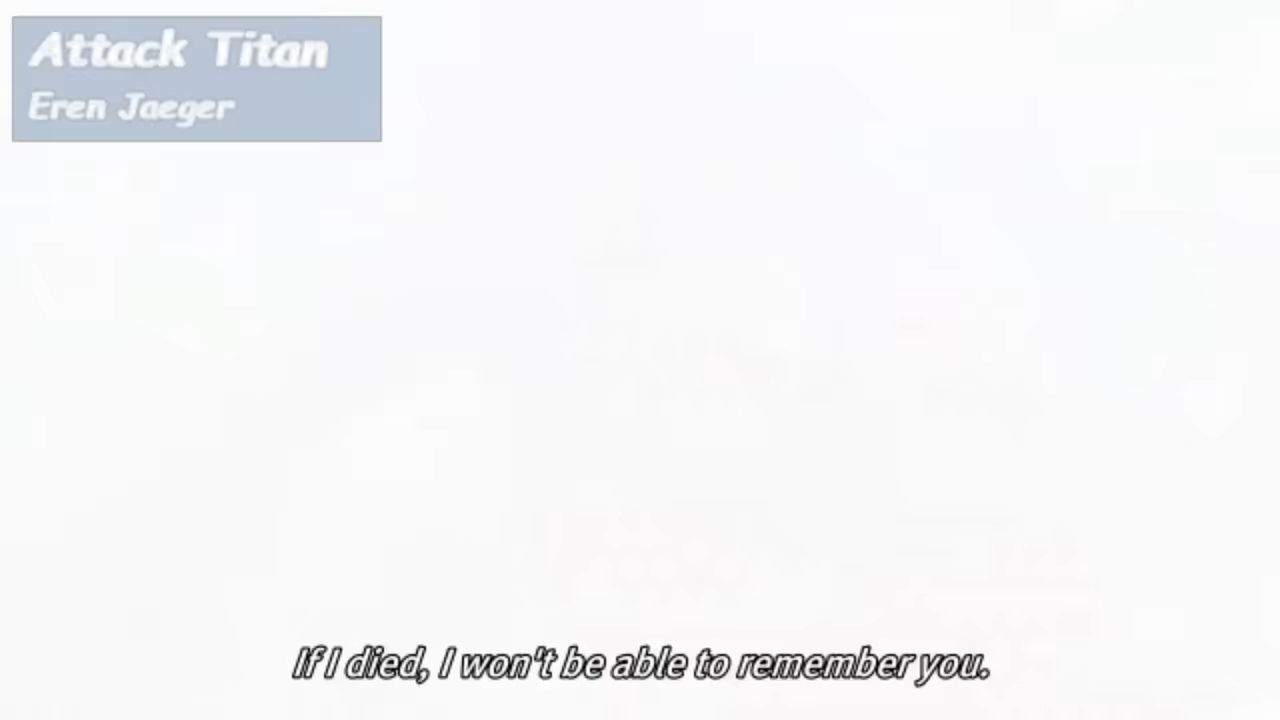 Attack Titan
Eren Jaeger
If I died, I won't be able to remember you.